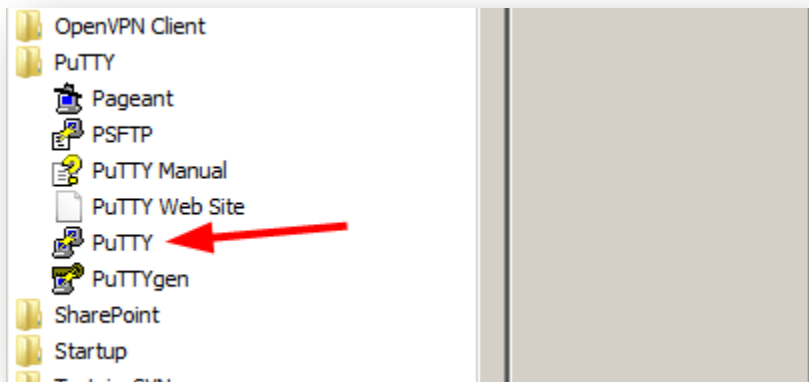 OpenVPN Client
PuTTY
Pageant
PSFTP
PuTTY Manual
PuTTY Web Site
PuTTY
PuTTYgen
SharePoint
Startup